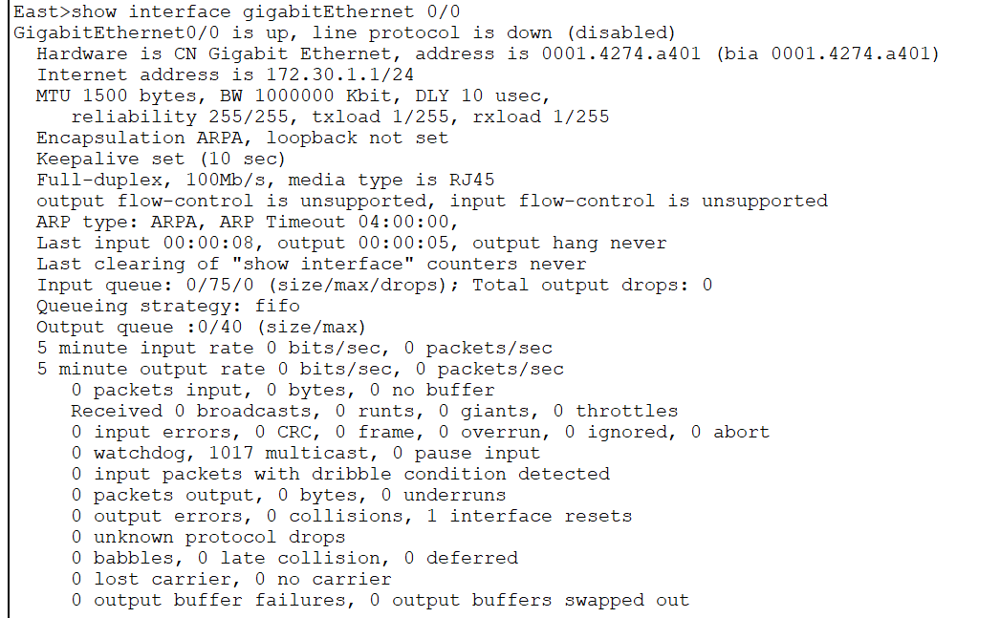 East>show interface gigabitEthernet 0/0
GigabitEthernet0/0 is up, line protocol is down (disabled)
Hardware is CN Gigabit Ethernet, address is 0001.4274.a401 (bia 0001.4274.a401)
Internet address is 172.30.1.1/24
MTU 1500 bytes, BW 1000000 Kbit, DLY 10 usec,
reliability 255/255, txload 1/255, rxload 1/255
Encapsulation ARPA, loopback not set
Keepalive set (10 sec)
Full-duplex, 100Mb/s, media type is RJ45
output flow-control is unsupported, input flow-control is unsupported
ARP type: ARPA, ARP Timeout 04:00:00,
Last input 00:00:08, output 00:00:05, output hang never
Last clearing of "show interface" counters never
Input queue: 0/75/0 (size/max/drops); Total output drops: 0
Queueing strategy: fifo
Output queue :0/40 (size/max)
5 minute input rate 0 bits/sec, 0 packets/sec
5 minute output rate 0 bits/sec, 0 packets/sec
0 packets input, 0 bytes, 0 no buffer
Received 0 broadcasts, 0 runts, 0 giants, 0 throttles
0 input errors, 0 CRC, 0 frame, 0 overrun, 0 ignored, 0 abort
0 watchdog, 1017 multicast, 0 pause input
0 input packets with dribble condition detected
0 packets output, 0 bytes, 0 underruns
0 output errors, 0 collisions, 1 interface resets
0 unknown protocol drops
0 babbles, 0 late collision, 0 deferred
0 lost carrier, 0 no carrier
0 output buffer failures, 0 output buffers swapped out